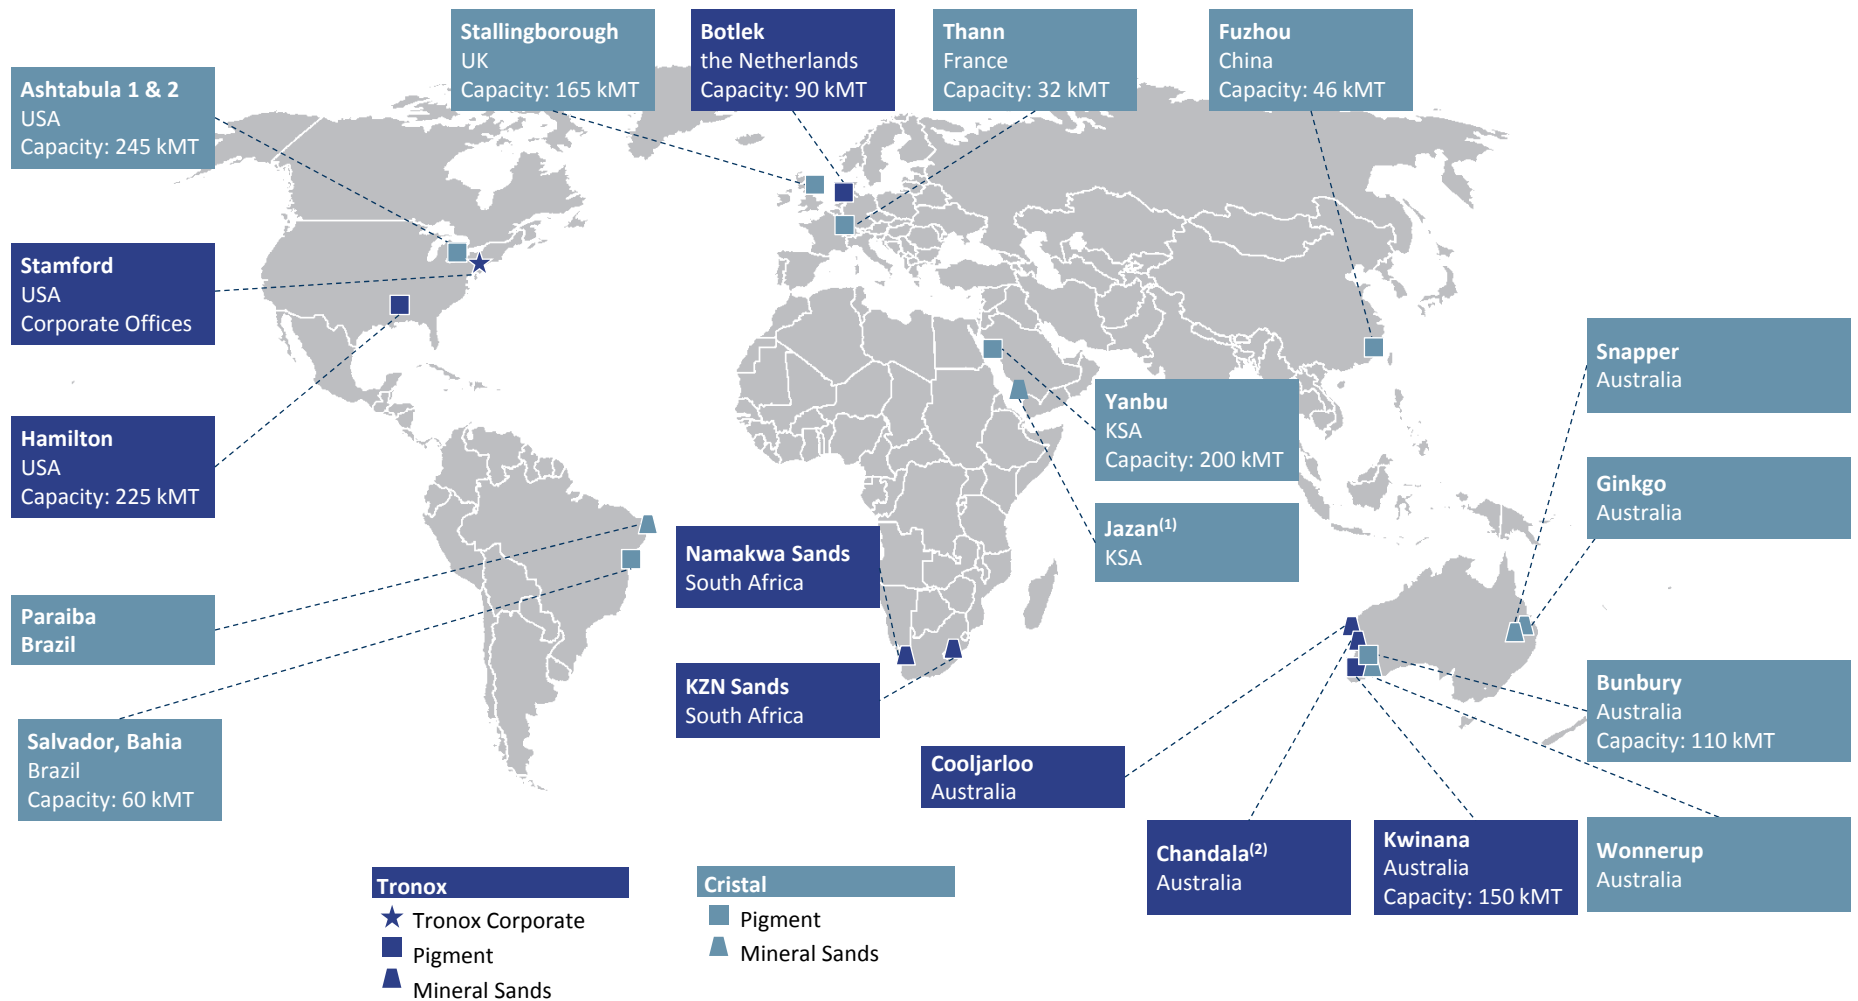 Stallingborough
UK
Capacity: 165 kMT
Botlek
the Netherlands
Capacity: 90 kMT
Thann
France
Capacity: 32 kMT
Fuzhou
China
Capacity: 46 kMT
Ashtabula 1 & 2
USA
Capacity: 245 kMT
Stamford
USA
Corporate Offices
Hamilton
USA
Capacity: 225 kMT
Snapper
Australia
Yanbu
KSA
Capacity: 200 kMT
Ginkgo
Australia
Jazan(1)
KSA
Namakwa Sands
South Africa
Paraiba
Brazil
KZN Sands
South Africa
Bunbury
Australia
Capacity: 110 kMT
Salvador, Bahia
Brazil
Capacity: 60 kMT
Cooljarloo
Australia
Chandala(2)
Australia
Kwinana
Australia
Capacity: 150 kMT
Wonnerup
Australia
Tronox
Tronox Corporate
Pigment
Mineral Sands
Cristal
Pigment
Mineral Sands